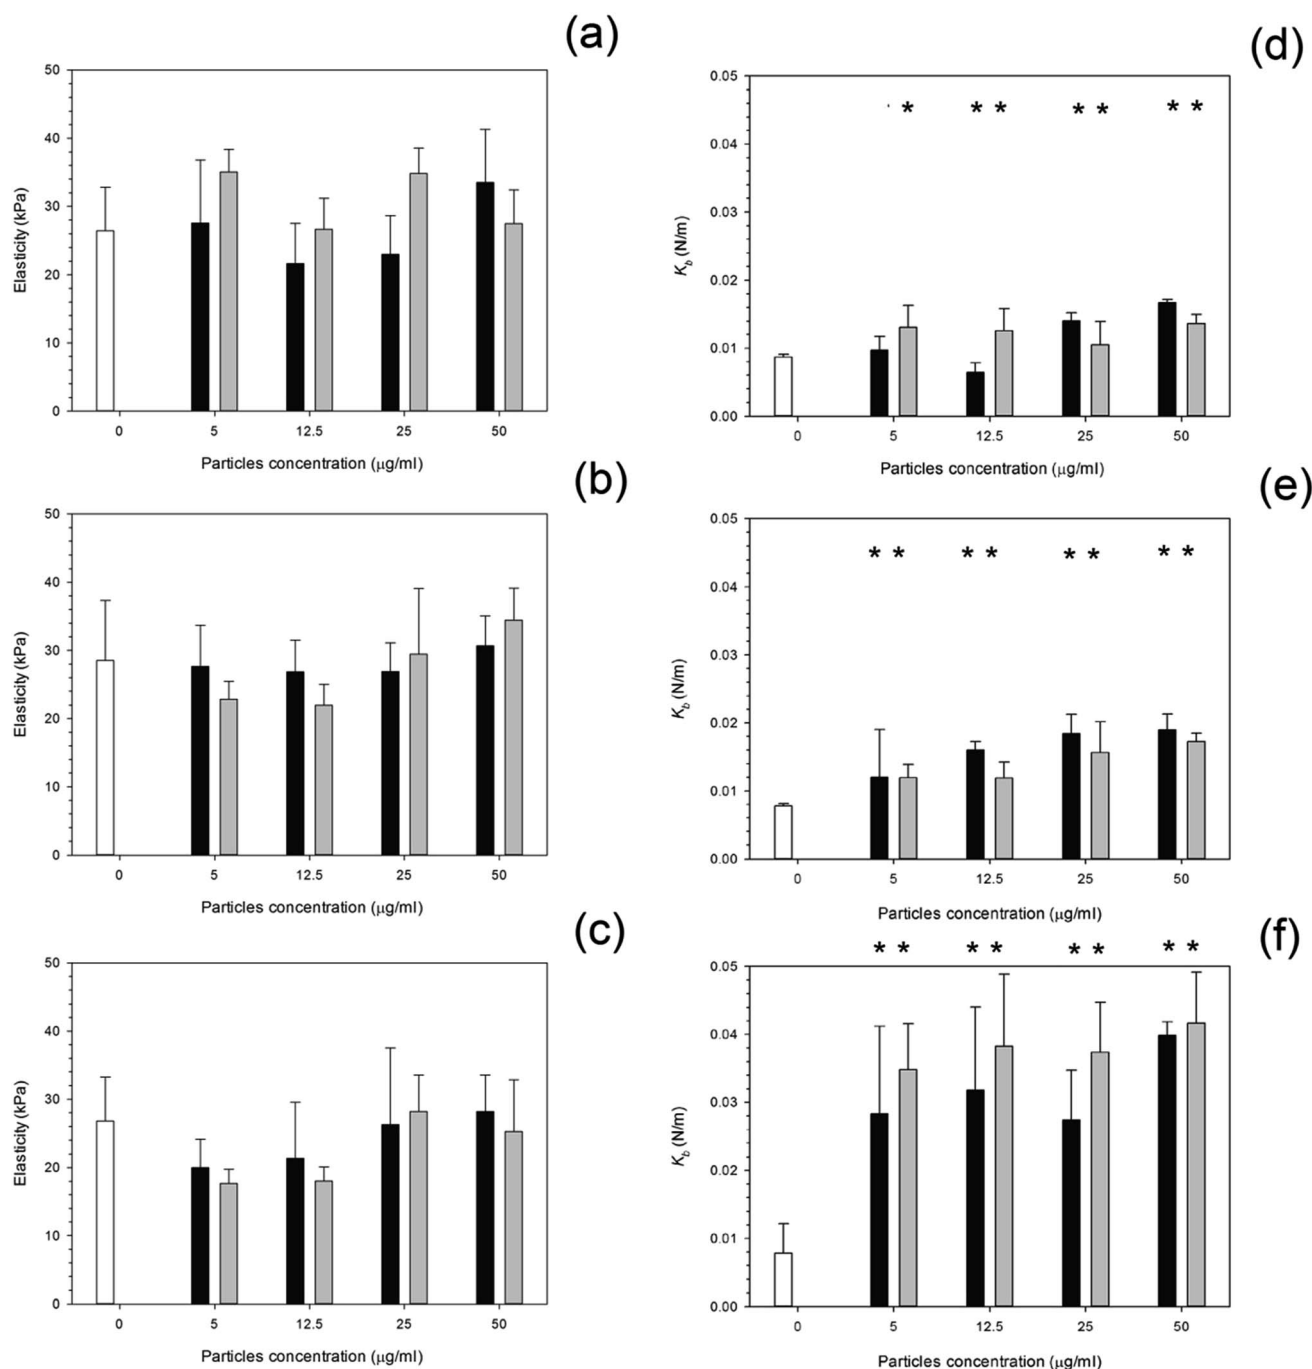 (a)
50
40
30
20
10
0
Elasticity (kPa)
0 5 12.5 25 50
Particles concentration (µg/ml)
(d)
0.05
* * * * * * *
0.04
0.03
0.02
0.01
0.00
K_b (N/m)
0 5 12.5 25 50
Particles concentration (µg/ml)
(b)
50
40
30
20
10
0
Elasticity (kPa)
0 5 12.5 25 50
Particles concentration (µg/ml)
(e)
0.05
* * * * * * * *
0.04
0.03
0.02
0.01
0.00
K_b (N/m)
0 5 12.5 25 50
Particles concentration (µg/ml)
(c)
50
40
30
20
10
0
Elasticity (kPa)
0 5 12.5 25 50
Particles concentration (µg/ml)
(f)
* * * * * * * *
0.05
0.04
0.03
0.02
0.01
0.00
K_b (N/m)
0 5 12.5 25 50
Particles concentration (µg/ml)